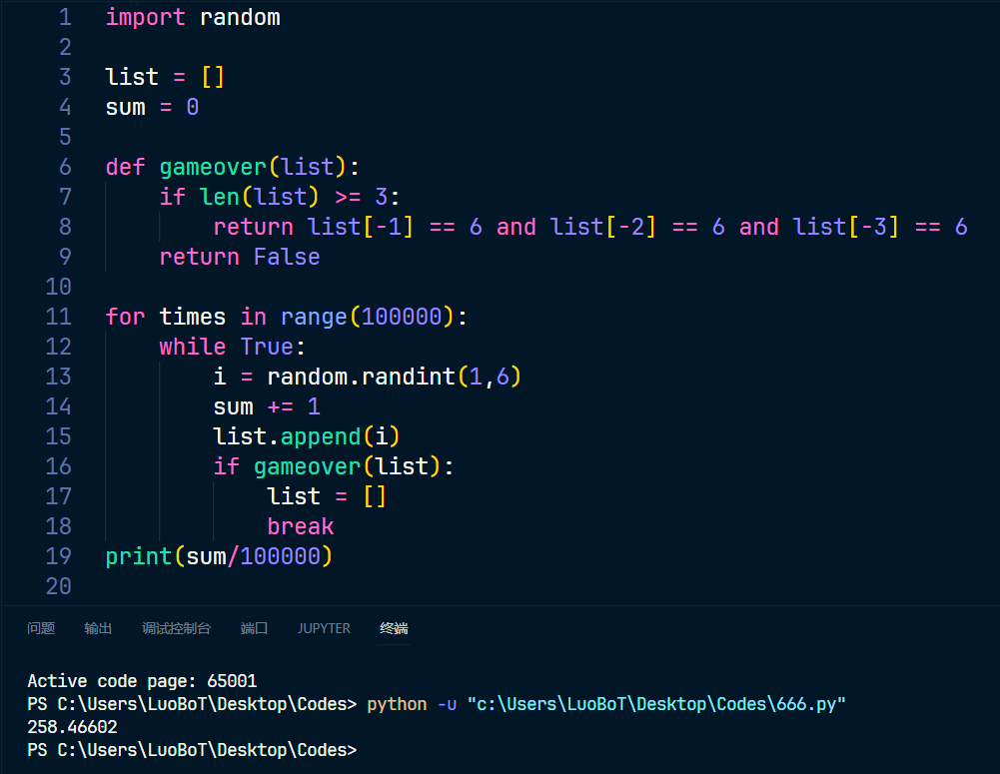 1 import random
2
3 list = []
4 sum = 0
5
6 def gameover(list):
7     if len(list) >= 3:
8         return list[-1] == 6 and list[-2] == 6 and list[-3] == 6
9     return False
10
11 for times in range(100000):
12     while True:
13         i = random.randint(1,6)
14         sum += 1
15         list.append(i)
16         if gameover(list):
17             list = []
18             break
19 print(sum/100000)
20
问题 输出 调试控制台 端口 JUPYTER 终端
Active code page: 65001
PS C:\Users\LuoBoT\Desktop\Codes> python -u "c:\Users\LuoBoT\Desktop\Codes\666.py"
258.46602
PS C:\Users\LuoBoT\Desktop\Codes>